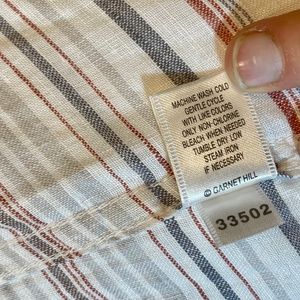 MACHINE WASH COLD
GENTLE CYCLE
WITH LIKE COLORS
ONLY NON-CHLORINE
BLEACH WHEN NEEDED
TUMBLE DRY LOW
STEAM IRON
IF NECESSARY
© GARNET HILL
33502